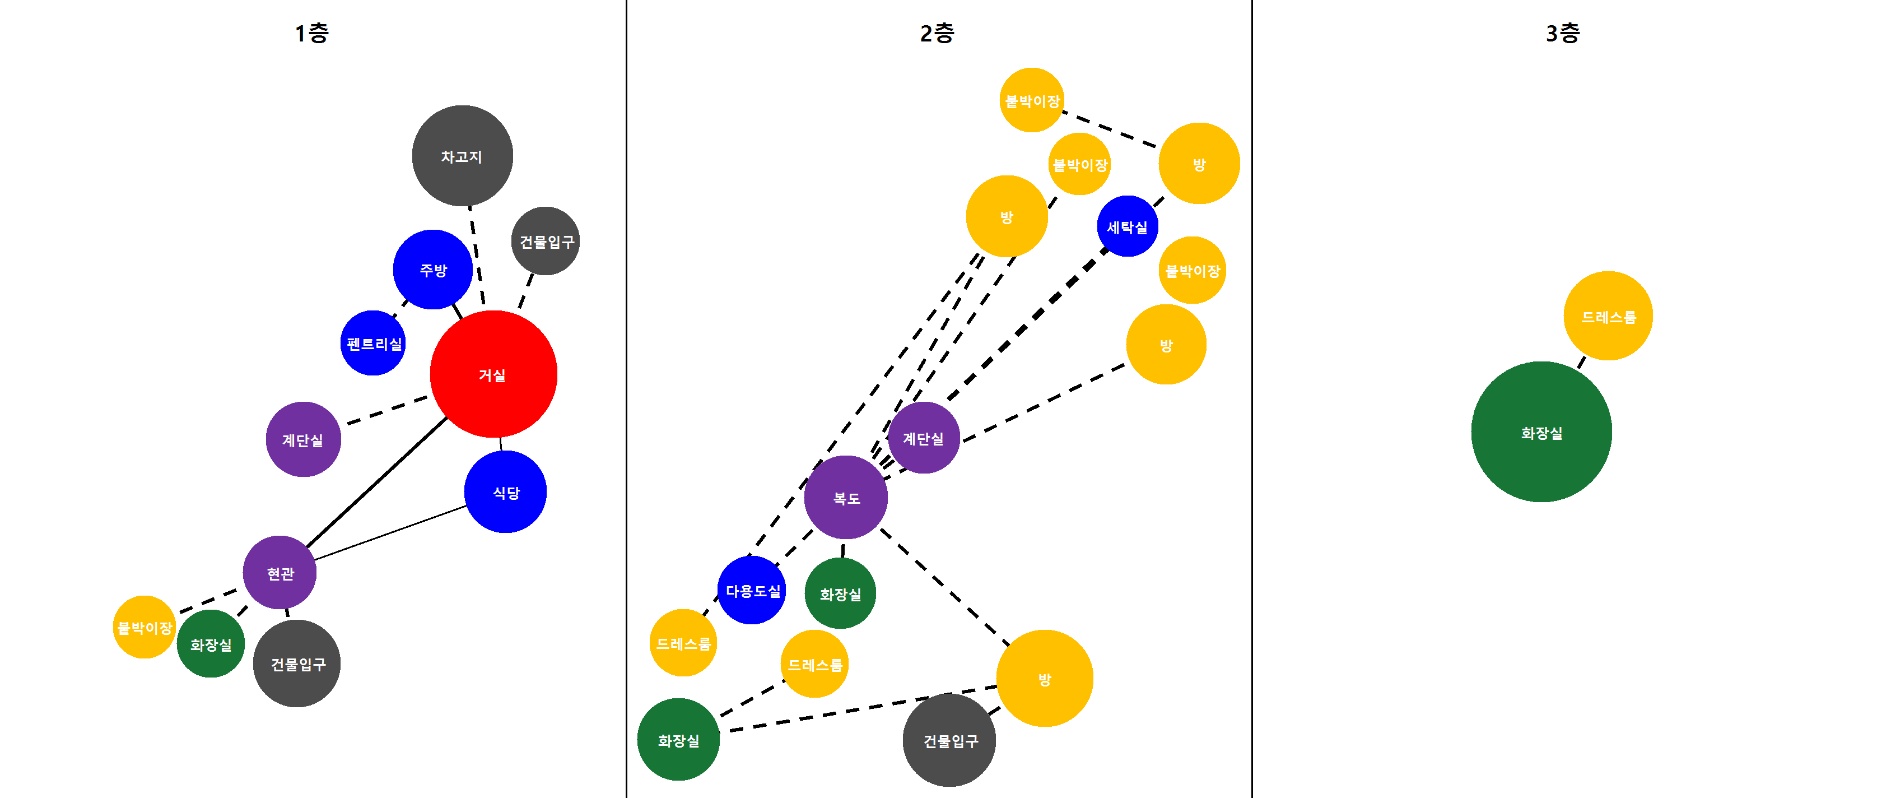 1층
차고지
건물입구
주방
펜트리실
거실
계단실
식당
현관
붙박이장
화장실
건물입구
2층
붙박이장
붙박이장
방
방
세탁실
붙박이장
방
계단실
복도
다용도실
화장실
드레스룸
드레스룸
방
화장실
건물입구
3층
드레스룸
화장실